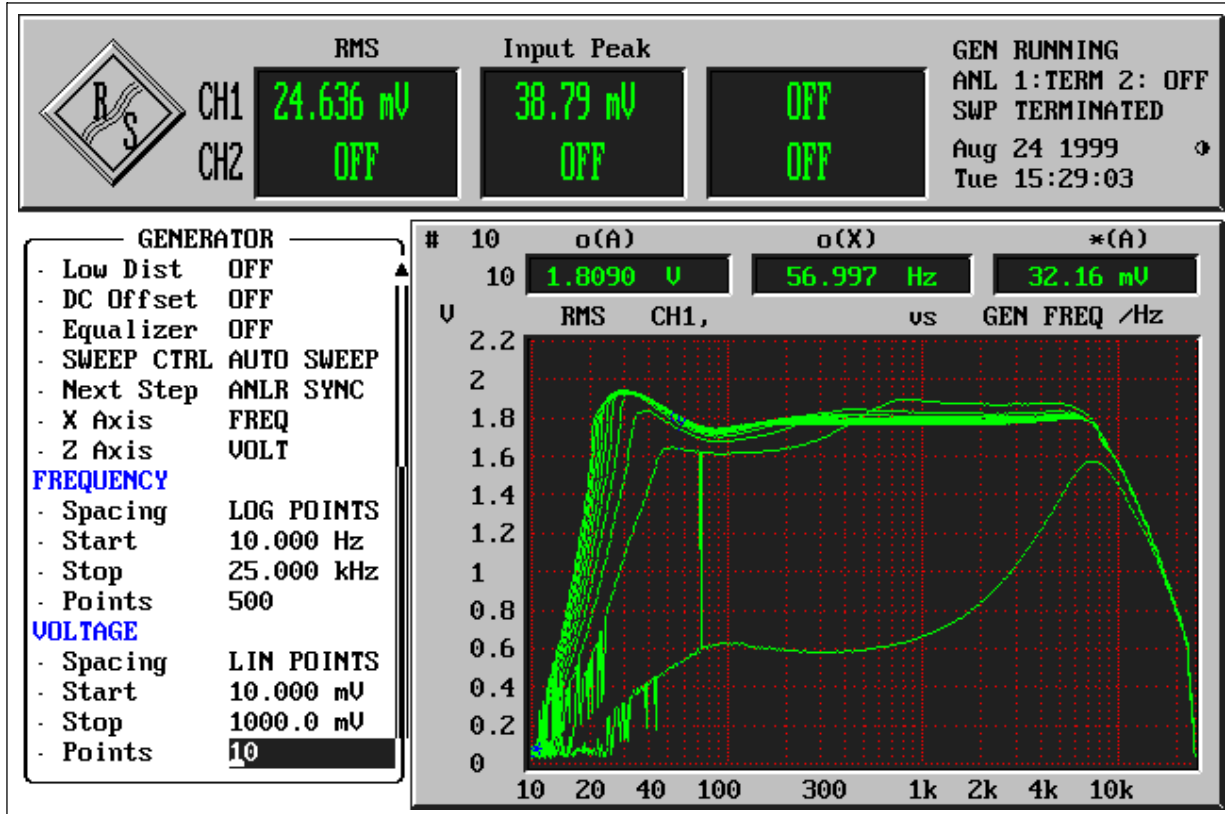 RMS Input Peak
R S
CH1 24.636 mV 38.79 mV OFF
CH2 OFF OFF OFF
GEN RUNNING
ANL 1:TERM 2: OFF
SWP TERMINATED
Aug 24 1999
Tue 15:29:03
GENERATOR
· Low Dist OFF
· DC Offset OFF
· Equalizer OFF
· SWEEP CTRL AUTO SWEEP
· Next Step ANLR SYNC
· X Axis FREQ
· Z Axis VOLT
FREQUENCY
· Spacing LOG POINTS
· Start 10.000 Hz
· Stop 25.000 kHz
· Points 500
VOLTAGE
· Spacing LIN POINTS
· Start 10.000 mV
· Stop 1000.0 mV
· Points 10
# 10 o(A) o(X) *(A)
10 1.8090 V 56.997 Hz 32.16 mV
V RMS CH1, vs GEN FREQ /Hz
2.2
2
1.8
1.6
1.4
1.2
1
0.8
0.6
0.4
0.2
0
10 20 40 100 300 1k 2k 4k 10k